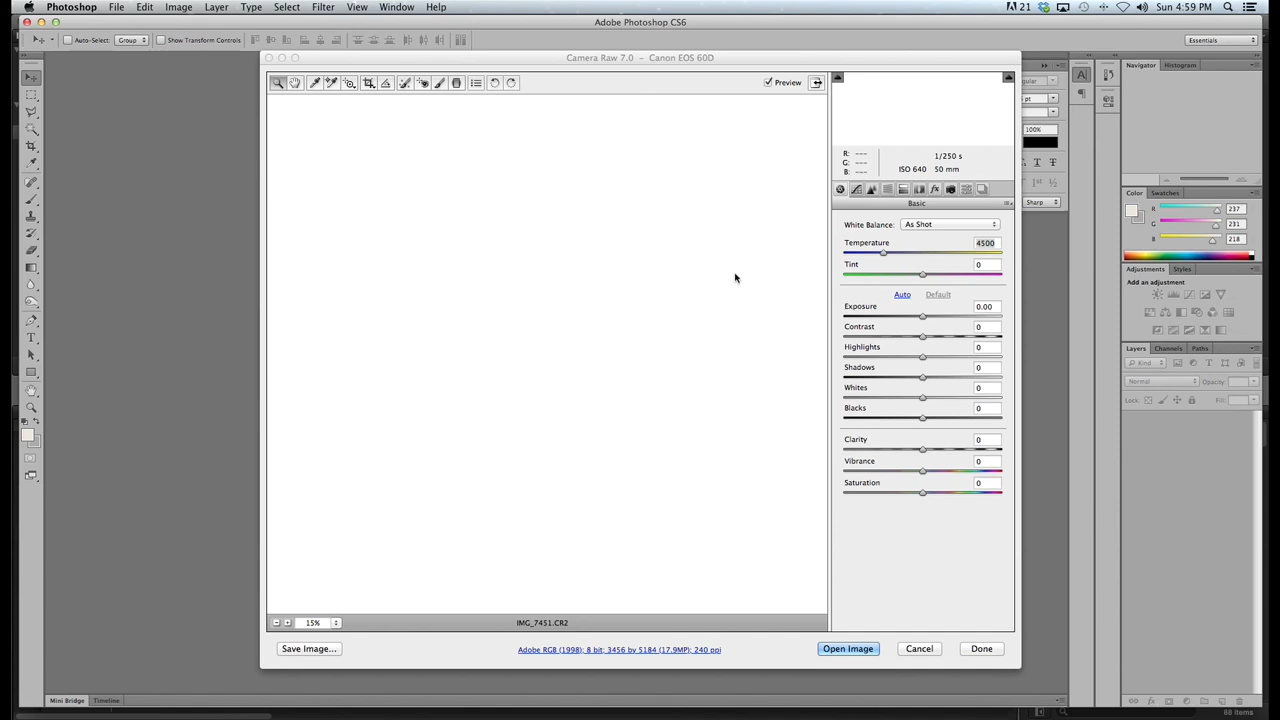 Photoshop File Edit Image Layer Type Select Filter View Window Help 21 Sun 4:59 PM
Adobe Photoshop CS6
Auto-Select: Group Show Transform Controls Essentials
Camera Raw 7.0 – Canon EOS 60D
Navigator Histogram
Preview
pt
100%
R: --- 1/250 s
G: ---
B: --- ISO 640 50 mm
Sharp
Color Swatches
R 237
G 231
B 218
Basic
White Balance: As Shot
Temperature 4500
Tint 0
Auto Default
Exposure 0.00
Contrast 0
Highlights 0
Shadows 0
Whites 0
Blacks 0
Clarity 0
Vibrance 0
Saturation 0
Adjustments Styles
Add an adjustment
Layers Channels Paths
Kind
Normal Opacity:
Lock: Fill:
15% IMG_7451.CR2
Save Image... Adobe RGB (1998); 8 bit; 3456 by 5184 (17.9MP); 240 ppi Open Image Cancel Done
Mini Bridge Timeline
88 items